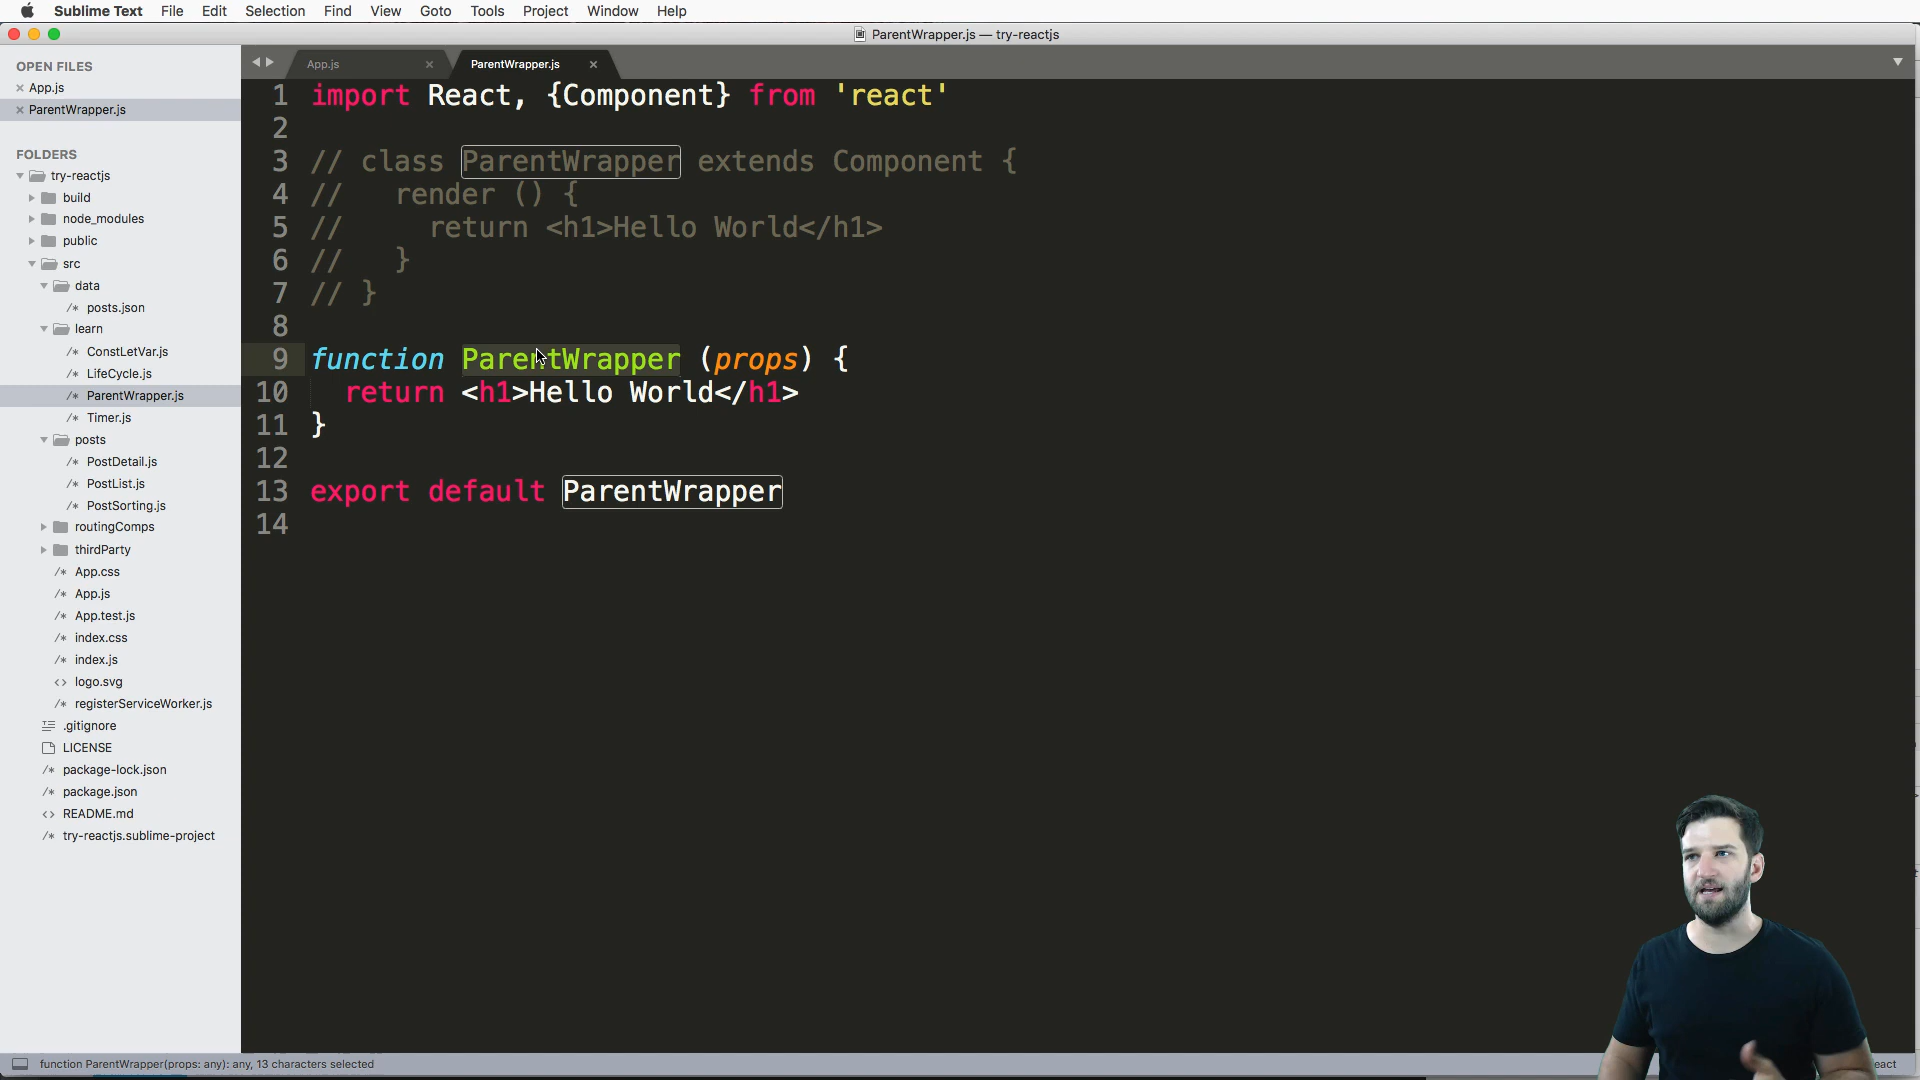 Sublime Text File Edit Selection Find View Goto Tools Project Window Help
ParentWrapper.js — try-reactjs
OPEN FILES
App.js
ParentWrapper.js
FOLDERS
try-reactjs
build
node_modules
public
src
data
/* posts.json
learn
/* ConstLetVar.js
/* LifeCycle.js
/* ParentWrapper.js
/* Timer.js
posts
/* PostDetail.js
/* PostList.js
/* PostSorting.js
routingComps
thirdParty
/* App.css
/* App.js
/* App.test.js
/* index.css
/* index.js
<> logo.svg
/* registerServiceWorker.js
.gitignore
LICENSE
/* package-lock.json
/* package.json
<> README.md
/* try-reactjs.sublime-project
App.js ParentWrapper.js
1 import React, {Component} from 'react'
2
3 // class ParentWrapper extends Component {
4 //   render () {
5 //     return <h1>Hello World</h1>
6 //   }
7 // }
8
9 function ParentWrapper (props) {
10   return <h1>Hello World</h1>
11 }
12
13 export default ParentWrapper
14
function ParentWrapper(props: any): any, 13 characters selected